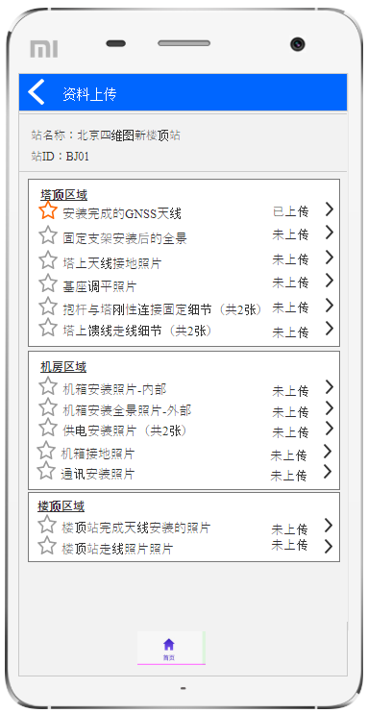 mi
资料上传
站名称：北京四维图新楼顶站
站ID：BJ01
塔顶区域
安装完成的GNSS天线 已上传
固定支架安装后的全景 未上传
塔上天线接地照片 未上传
基座调平照片 未上传
抱杆与塔刚性连接固定细节（共2张） 未上传
塔上馈线走线细节（共2张） 未上传
机房区域
机箱安装照片-内部 未上传
机箱安装全景照片-外部 未上传
供电安装照片（共2张） 未上传
机箱接地照片 未上传
通讯安装照片 未上传
楼顶区域
楼顶站完成天线安装的照片 未上传
楼顶站走线照片照片 未上传
首页